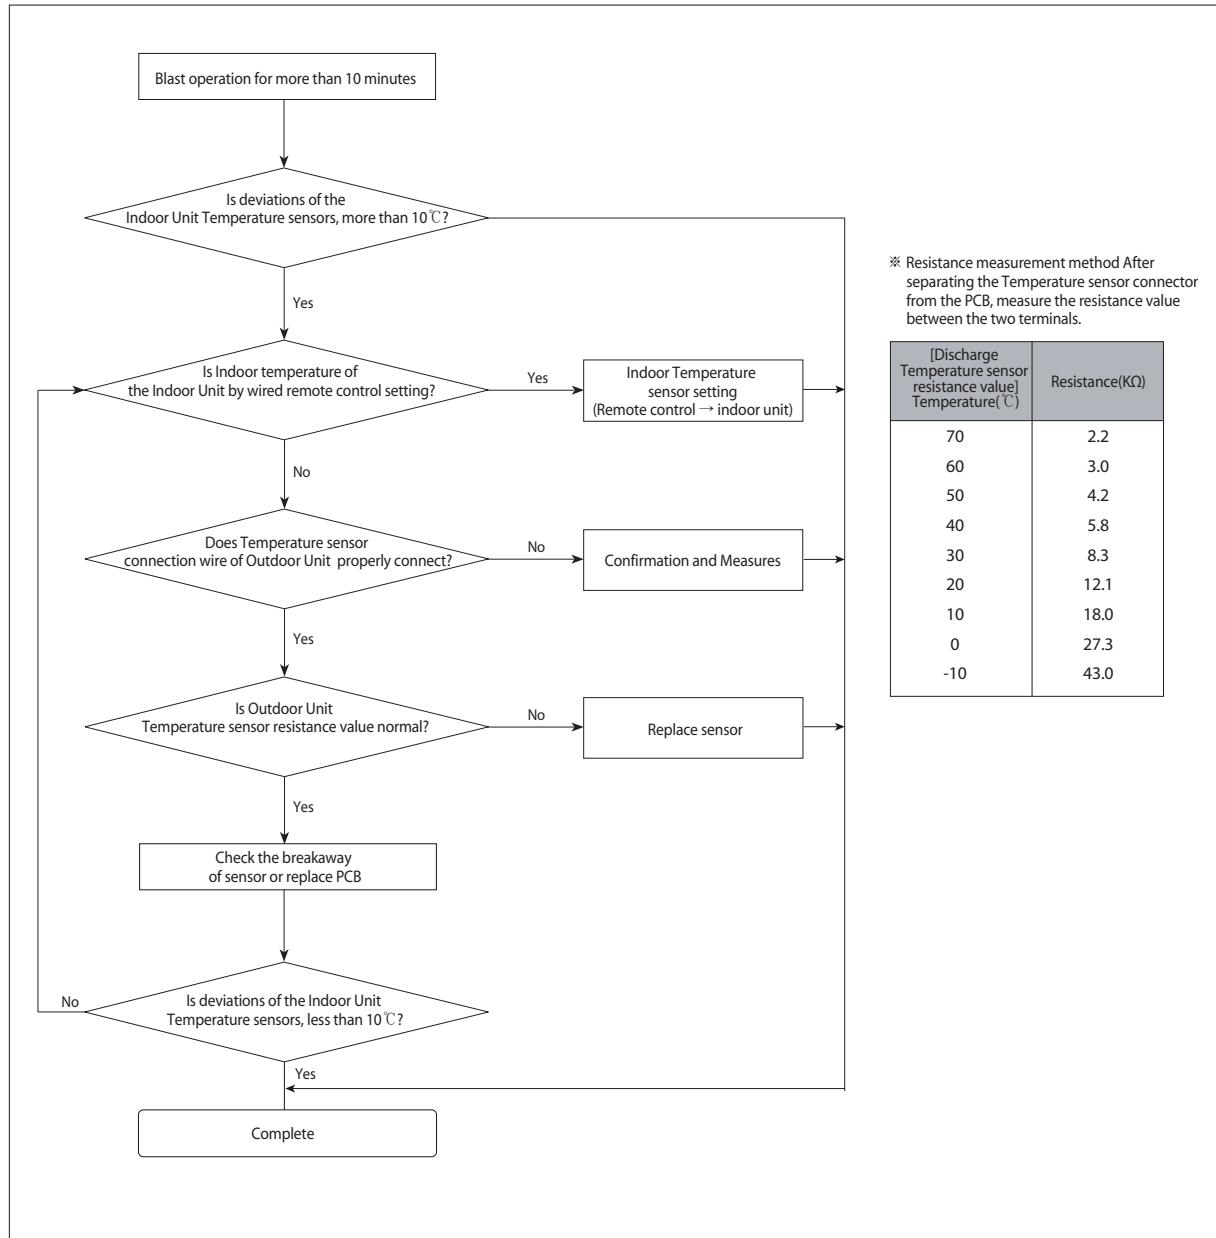 Blast operation for more than 10 minutes
Is deviations of the
Indoor Unit Temperature sensors, more than 10℃?
Yes
Is Indoor temperature of
the Indoor Unit by wired remote control setting?
Yes
Indoor Temperature
sensor setting
(Remote control → indoor unit)
No
Does Temperature sensor
connection wire of Outdoor Unit properly connect?
No
Confirmation and Measures
Yes
Is Outdoor Unit
Temperature sensor resistance value normal?
No
Replace sensor
Yes
Check the breakaway
of sensor or replace PCB
No
Is deviations of the Indoor Unit
Temperature sensors, less than 10℃?
Yes
Complete
※ Resistance measurement method After
separating the Temperature sensor connector
from the PCB, measure the resistance value
between the two terminals.
[Discharge
Temperature sensor
resistance value]
Temperature(℃)
Resistance(KΩ)
70 2.2
60 3.0
50 4.2
40 5.8
30 8.3
20 12.1
10 18.0
0 27.3
-10 43.0